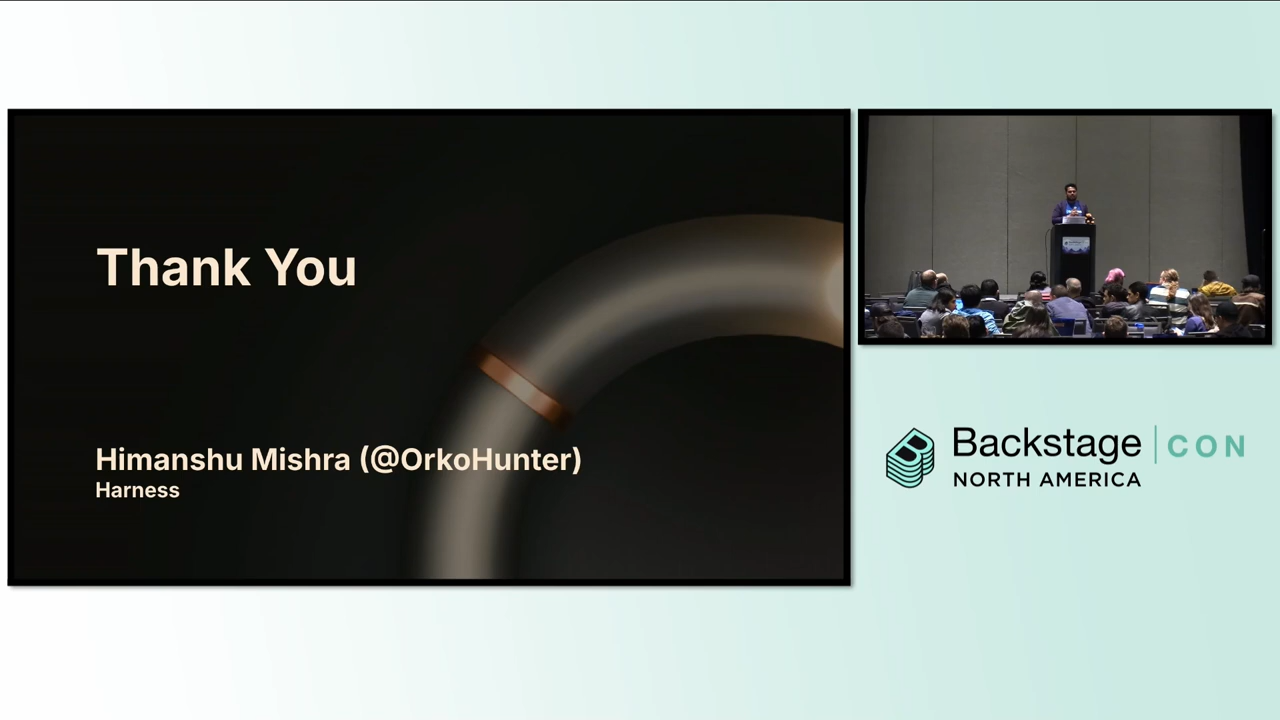 Thank You
Himanshu Mishra (@OrkoHunter)
Harness
Backstage | CON
NORTH AMERICA